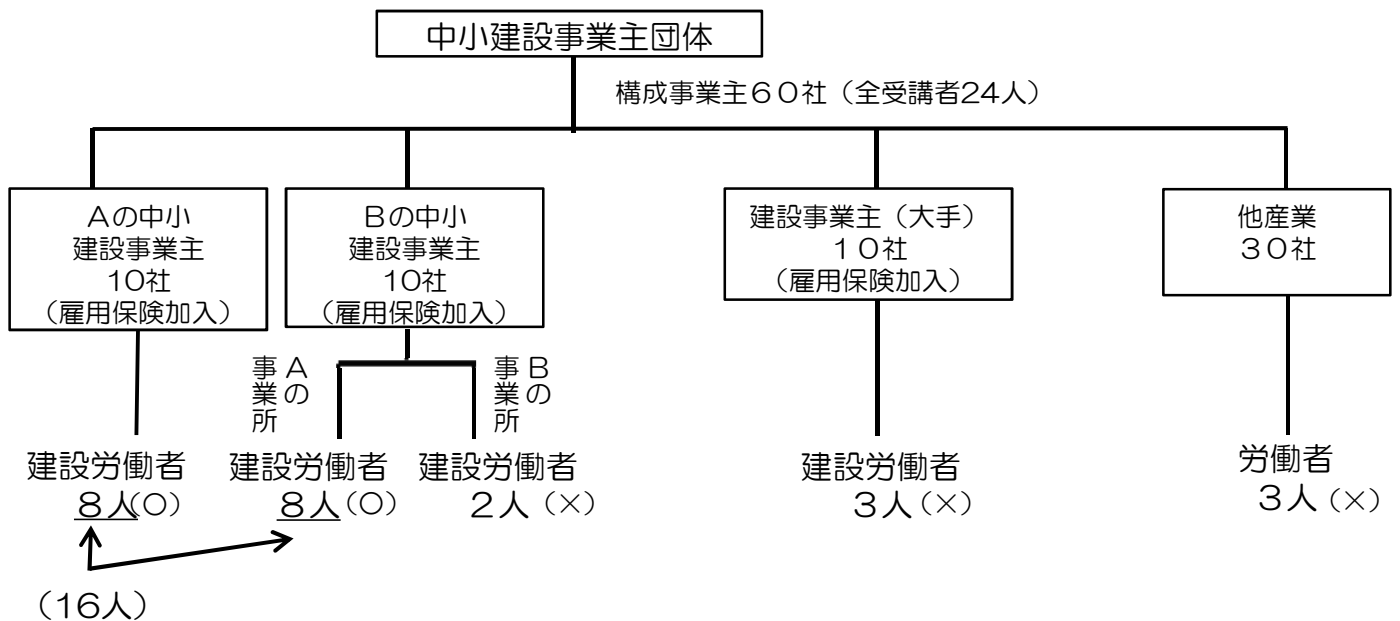 中小建設事業主団体
構成事業主６０社（全受講者24人）
Ａの中小
建設事業主
10社
（雇用保険加入）
Ｂの中小
建設事業主
10社
（雇用保険加入）
建設事業主（大手）
１０社
（雇用保険加入）
他産業
３０社
Ａの
事業所
Ｂの
事業所
建設労働者
８人(○)
建設労働者
８人(○)
建設労働者
２人(×)
建設労働者
３人(×)
労働者
３人(×)
（16人）